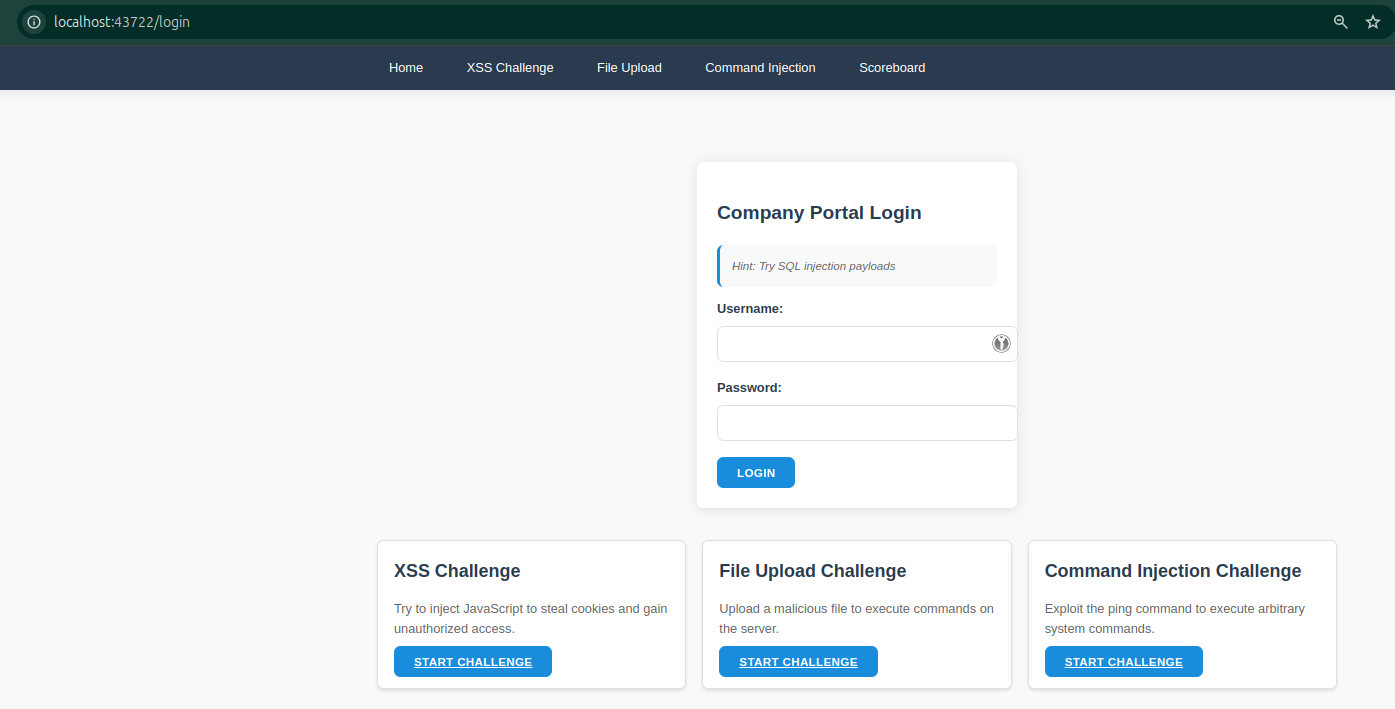 localhost:43722/login
Home XSS Challenge File Upload Command Injection Scoreboard
Company Portal Login
Hint: Try SQL injection payloads
Username:
Password:
LOGIN
XSS Challenge
Try to inject JavaScript to steal cookies and gain
unauthorized access.
START CHALLENGE
File Upload Challenge
Upload a malicious file to execute commands on
the server.
START CHALLENGE
Command Injection Challenge
Exploit the ping command to execute arbitrary
system commands.
START CHALLENGE